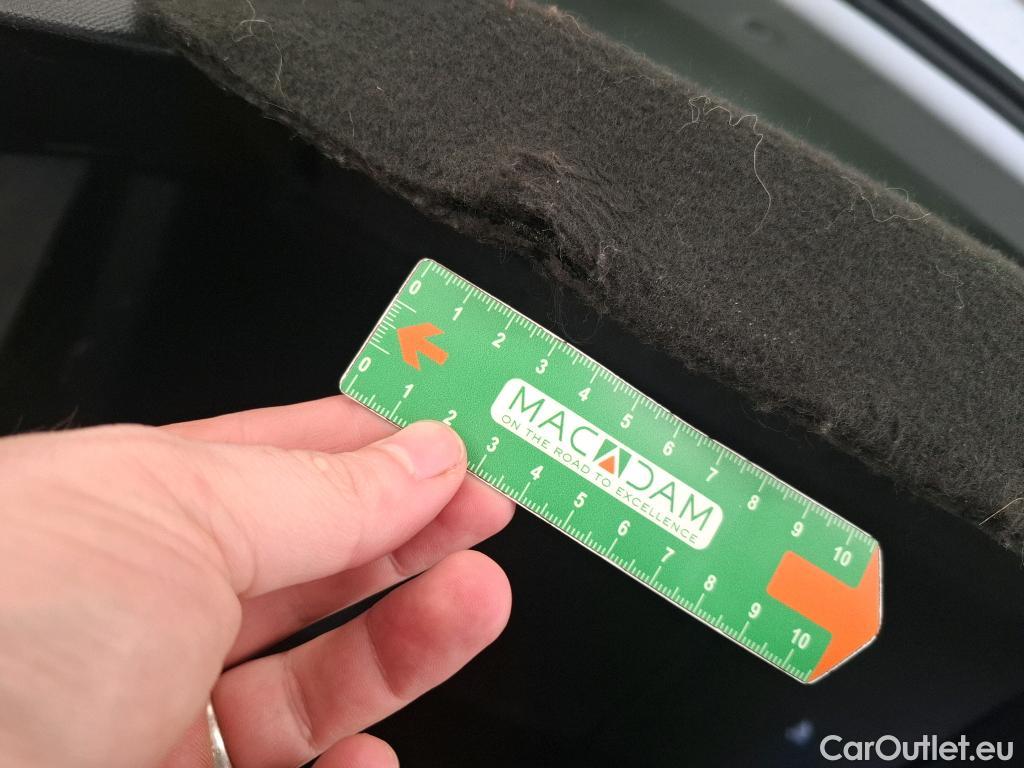 0 1 2 3 4 5 6 7 8 9 10
MACADAM
ON THE ROAD TO EXCELLENCE
0 1 2 3 4 5 6 7 8 9 10
CarOutlet.eu